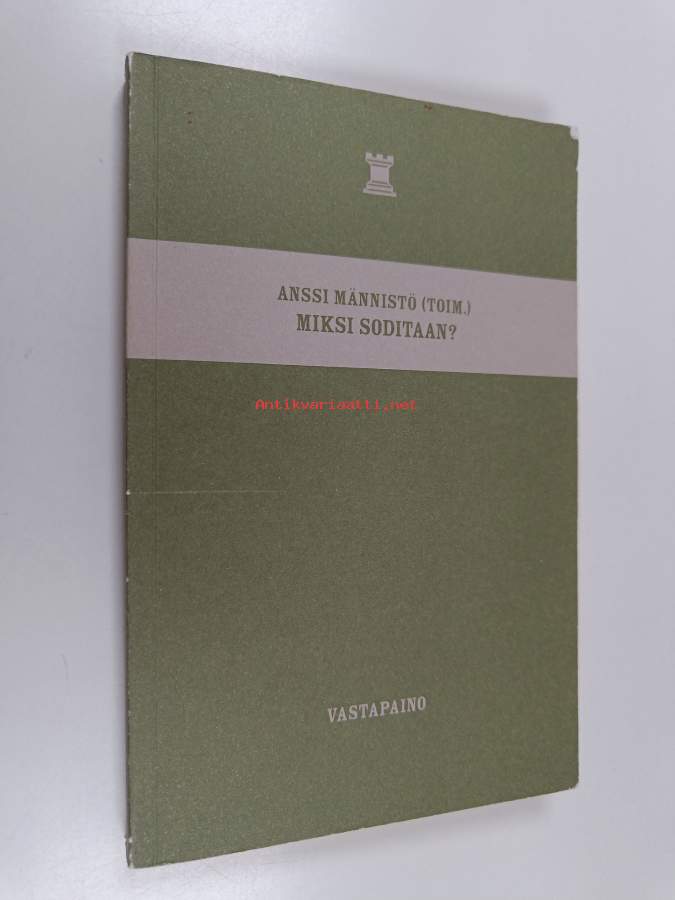 ANSSI MÄNNISTÖ (TOIM.)
MIKSI SODITAAN?
Antikvariaatti.net
VASTAPAINO